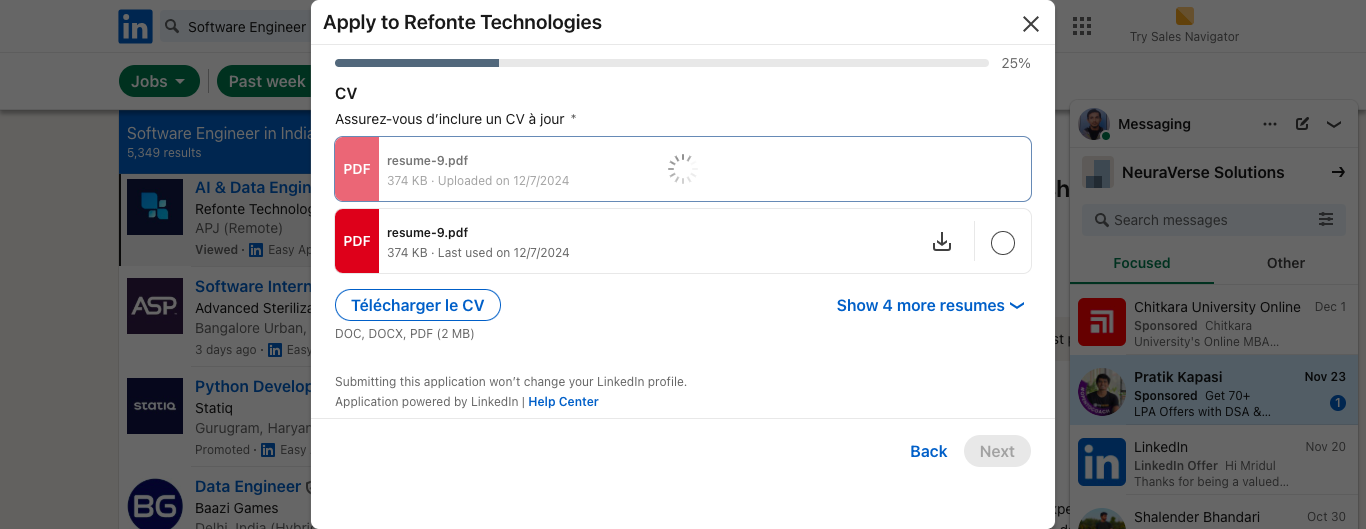 in
Software Engineer
Try Sales Navigator
Jobs
Past week
Software Engineer in India
5,349 results
AI & Data Engin
Refonte Technolog
APJ (Remote)
Viewed · in Easy Ap
ASP
Software Intern
Advanced Steriliza
Bangalore Urban,
3 days ago · in Easy
STATIQ
Python Develop
Statiq
Gurugram, Haryan
Promoted · in Easy
BG
Data Engineer
Baazi Games
Delhi, India (Hybri
Apply to Refonte Technologies
25%
CV
Assurez-vous d’inclure un CV à jour *
PDF
resume-9.pdf
374 KB · Uploaded on 12/7/2024
PDF
resume-9.pdf
374 KB · Last used on 12/7/2024
Télécharger le CV
Show 4 more resumes
DOC, DOCX, PDF (2 MB)
Submitting this application won’t change your LinkedIn profile.
Application powered by LinkedIn | Help Center
Back
Next
Messaging
NeuraVerse Solutions
Search messages
Focused
Other
Chitkara University Online Dec 1
Sponsored Chitkara
University's Online MBA...
Pratik Kapasi Nov 23
Sponsored Get 70+
LPA Offers with DSA &... 1
in
LinkedIn Nov 20
LinkedIn Offer Hi Mridul
Thanks for being a valued...
Shalender Bhandari Oct 30